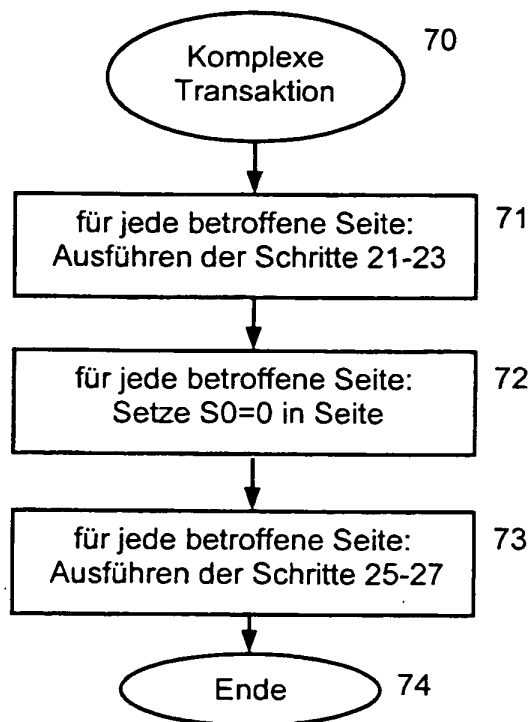 Komplexe
Transaktion
70
für jede betroffene Seite:
Ausführen der Schritte 21-23
71
für jede betroffene Seite:
Setze S0=0 in Seite
72
für jede betroffene Seite:
Ausführen der Schritte 25-27
73
Ende
74